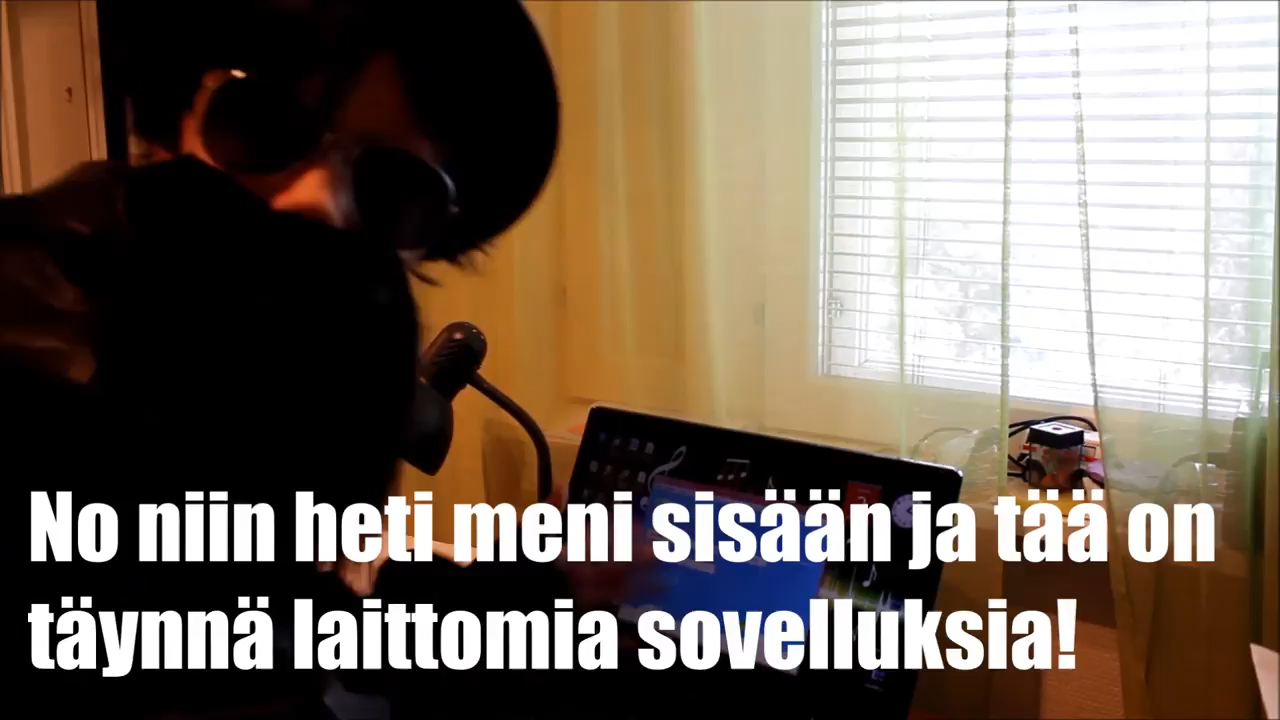 No niin heti meni sisään ja tää on
täynnä laittomia sovelluksia!